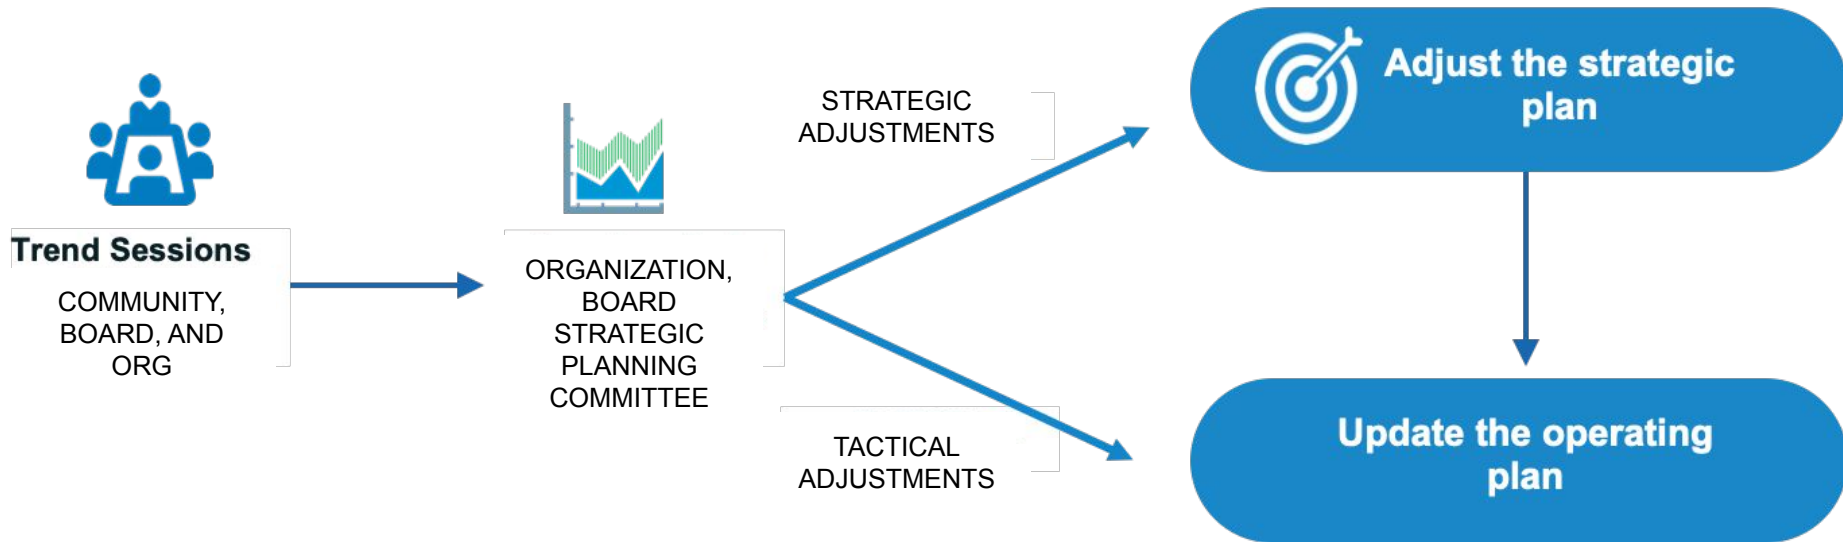 Trend Sessions
COMMUNITY,
BOARD, AND
ORG
ORGANIZATION,
BOARD
STRATEGIC
PLANNING
COMMITTEE
STRATEGIC
ADJUSTMENTS
TACTICAL
ADJUSTMENTS
Adjust the strategic
plan
Update the operating
plan